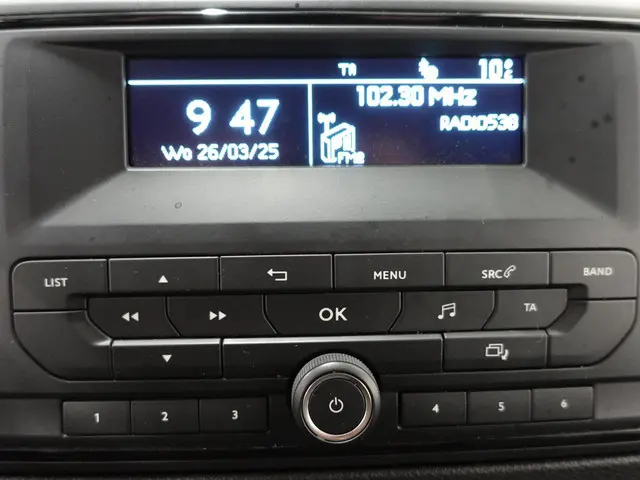 TA 10°C
9 47
102.30 MHz
RADIO538
Wo 26/03/25
FM2
LIST
MENU
SRC
BAND
OK
TA
1 2 3 4 5 6